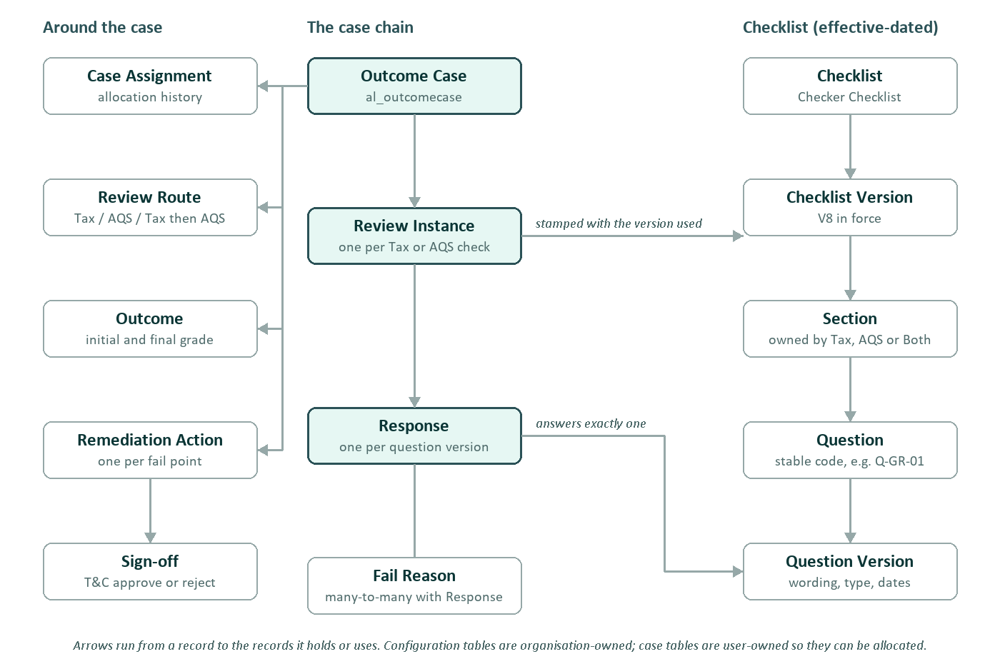 Around the case
The case chain
Checklist (effective-dated)
Case Assignment
allocation history
Outcome Case
al_outcomecase
Checklist
Checker Checklist
Review Route
Tax / AQS / Tax then AQS
Checklist Version
V8 in force
Review Instance
one per Tax or AQS check
stamped with the version used
Outcome
initial and final grade
Section
owned by Tax, AQS or Both
Remediation Action
one per fail point
Response
one per question version
answers exactly one
Question
stable code, e.g. Q-GR-01
Sign-off
T&C approve or reject
Fail Reason
many-to-many with Response
Question Version
wording, type, dates
Arrows run from a record to the records it holds or uses. Configuration tables are organisation-owned; case tables are user-owned so they can be allocated.